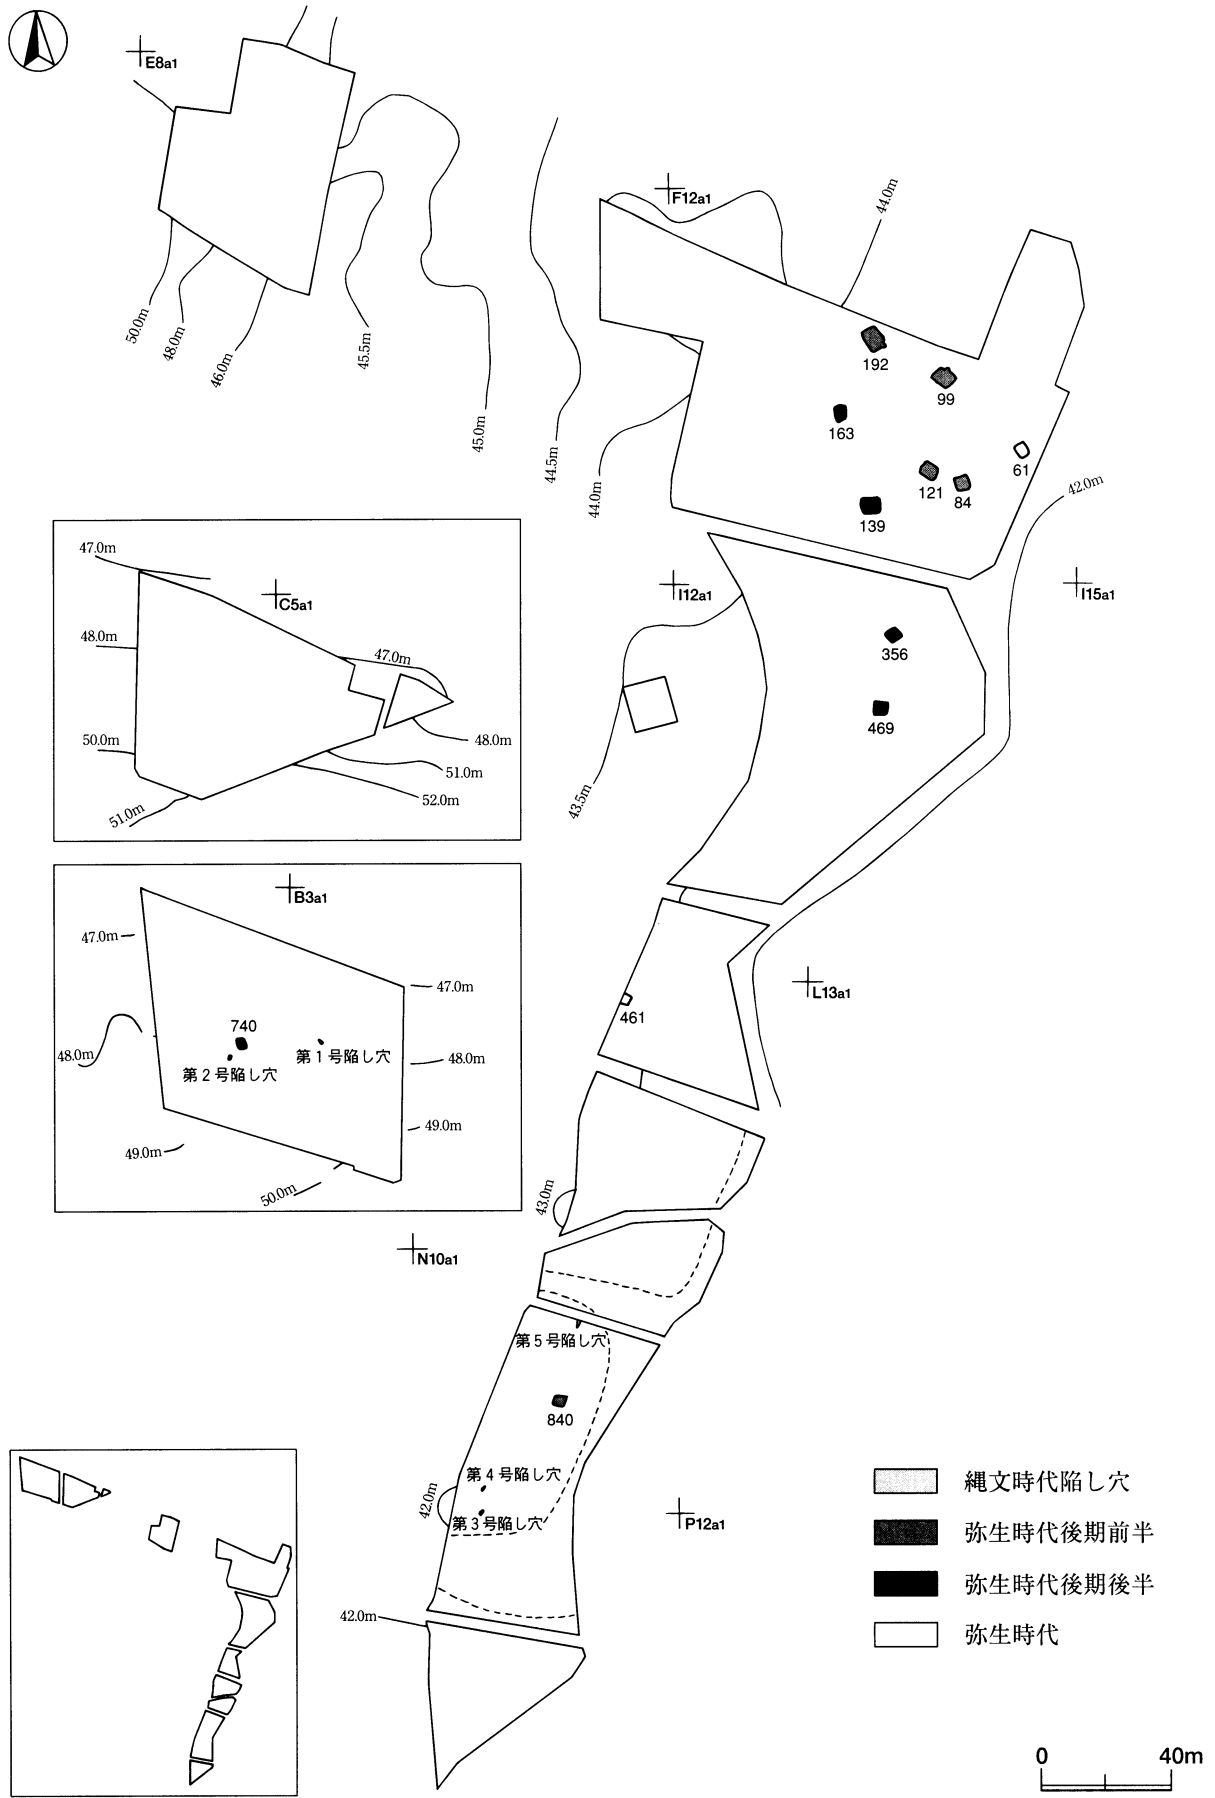 E8a1
F12a1
44.0m
50.0m
48.0m
46.0m
45.5m
45.0m
44.5m
44.0m
192
99
163
61
121
84
139
42.0m
47.0m
C5a1
48.0m
47.0m
50.0m
48.0m
51.0m
52.0m
51.0m
I12a1
I15a1
356
469
43.5m
B3a1
47.0m
47.0m
740
第1号陥し穴
第2号陥し穴
48.0m
48.0m
49.0m
49.0m
50.0m
L13a1
461
43.0m
N10a1
第5号陥し穴
840
第4号陥し穴
42.0m
第3号陥し穴
P12a1
42.0m
縄文時代陥し穴
弥生時代後期前半
弥生時代後期後半
弥生時代
0 40m